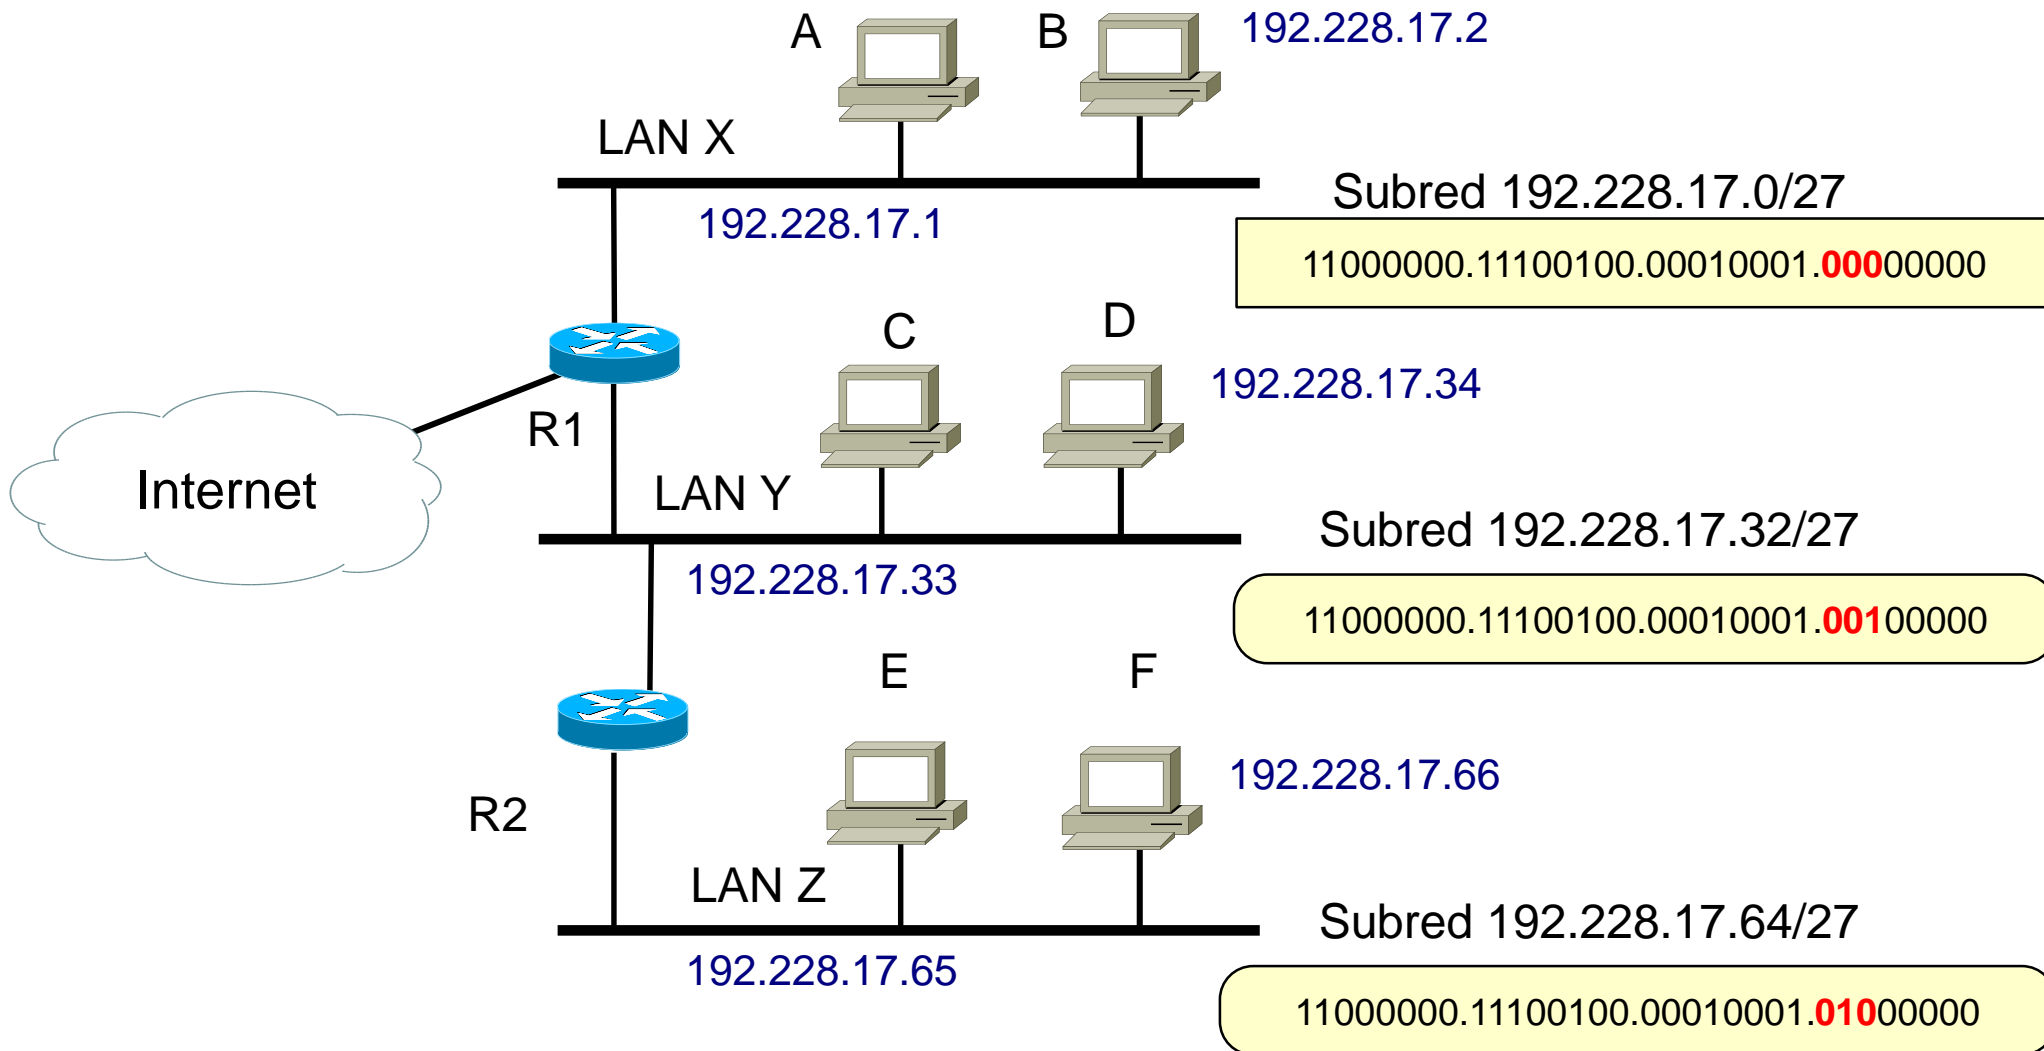 A
B
192.228.17.2
LAN X
192.228.17.1
Subred 192.228.17.0/27
11000000.11100100.00010001.00000000
C
D
192.228.17.34
R1
Internet
LAN Y
192.228.17.33
Subred 192.228.17.32/27
11000000.11100100.00010001.00100000
E
F
192.228.17.66
R2
LAN Z
192.228.17.65
Subred 192.228.17.64/27
11000000.11100100.00010001.01000000